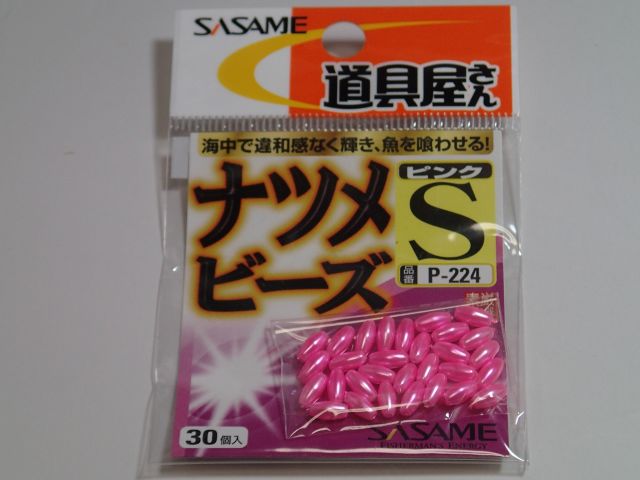 SASAME
道具屋さん
海中で違和感なく輝き、魚を喰わせる!
ナツメ
ビーズ
ピンク
S
品番 P-224
30個入
SASAME
FISHERMAN'S ENERGY